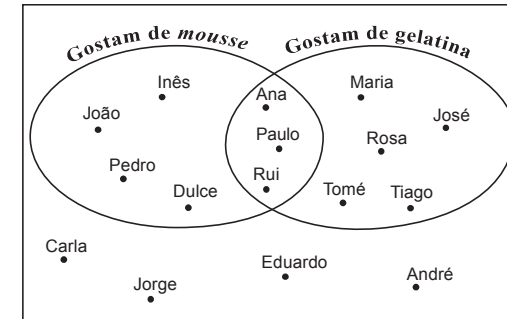 Gostam de mousse
Gostam de gelatina
Inês
Ana
Maria
João
José
Paulo
Rosa
Pedro
Rui
Dulce
Tomé
Tiago
Carla
Eduardo
André
Jorge